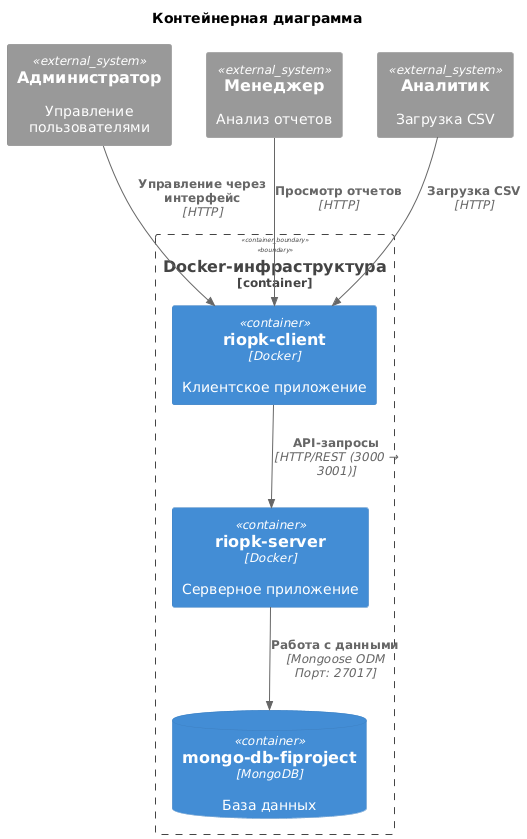 Контейнерная диаграмма
«external_system»
Администратор
Управление
пользователями
«external_system»
Менеджер
Анализ отчетов
«external_system»
Аналитик
Загрузка CSV
Управление через
интерфейс
[HTTP]
Просмотр отчетов
[HTTP]
Загрузка CSV
[HTTP]
«container_boundary»
«boundary»
Docker-инфраструктура
[container]
«container»
riopk-client
[Docker]
Клиентское приложение
API-запросы
[HTTP/REST (3000 →
3001)]
«container»
riopk-server
[Docker]
Серверное приложение
Работа с данными
[Mongoose ODM
Порт: 27017]
«container»
mongo-db-fiproject
[MongoDB]
База данных